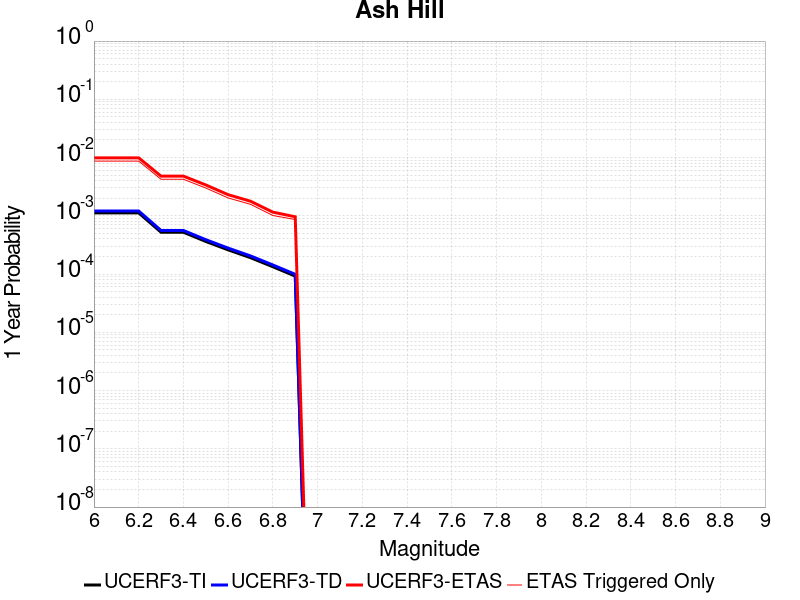 Ash Hill
10^0
10^-1
10^-2
10^-3
10^-4
10^-5
10^-6
10^-7
10^-8
1 Year Probability
6 6.2 6.4 6.6 6.8 7 7.2 7.4 7.6 7.8 8 8.2 8.4 8.6 8.8 9
Magnitude
UCERF3-TI UCERF3-TD UCERF3-ETAS ETAS Triggered Only